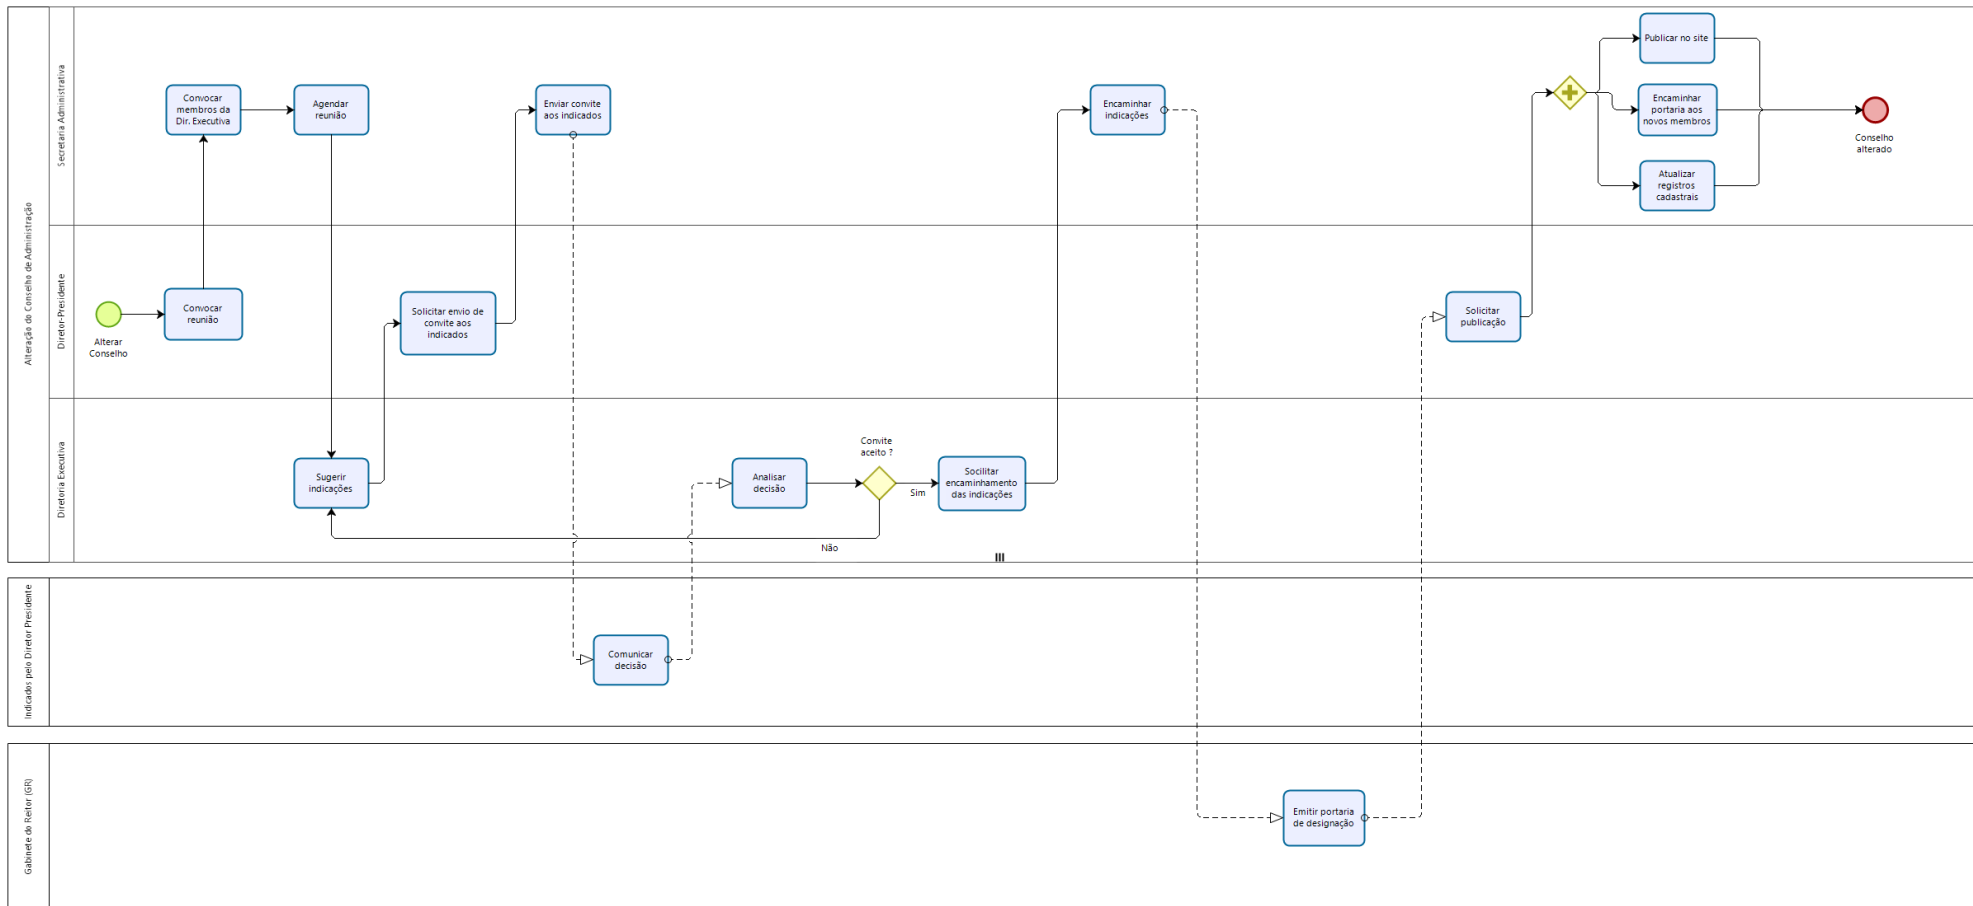 Alteração do Conselho de Administração
Secretaria Administrativa
Convocar
membros da
Dir. Executiva
Agendar
reunião
Enviar convite
aos indicados
Encaminhar
indicações
Publicar no site
Encaminhar
portaria aos
novos membros
Atualizar
registros
cadastrais
Conselho
alterado
Diretor-Presidente
Alterar
Conselho
Convocar
reunião
Solicitar envio de
convite aos
indicados
Solicitar
publicação
Diretoria Executiva
Sugerir
indicações
Analisar
decisão
Convite
aceito ?
Sim
Não
Socilitar
encaminhamento
das indicações
Indicados pelo Diretor Presidente
Comunicar
decisão
Gabinete do Reitor (GR)
Emitir portaria
de designação